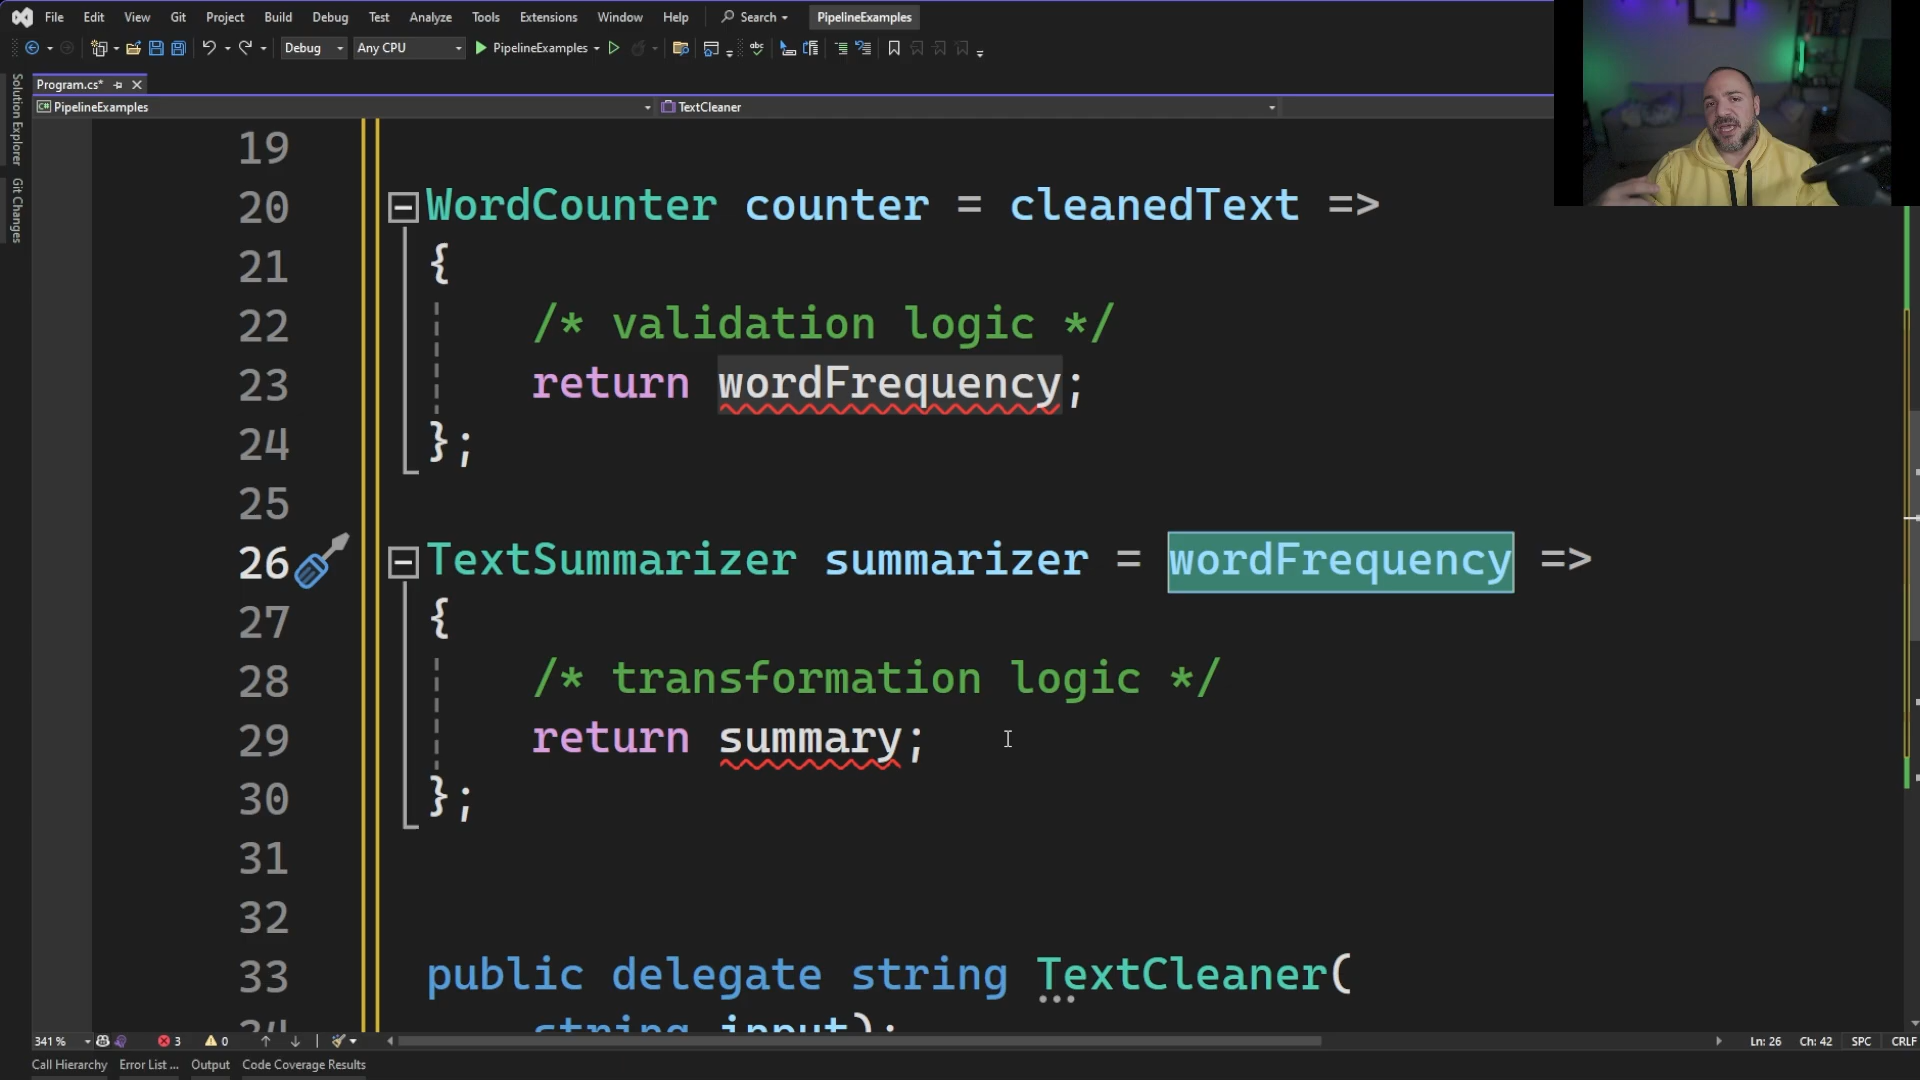 File Edit View Git Project Build Debug Test Analyze Tools Extensions Window Help Search PipelineExamples
Debug Any CPU PipelineExamples
Program.cs*
PipelineExamples TextCleaner
Solution Explorer
Git Changes
19
20 WordCounter counter = cleanedText =>
21 {
22 /* validation logic */
23 return wordFrequency;
24 };
25
26 TextSummarizer summarizer = wordFrequency =>
27 {
28 /* transformation logic */
29 return summary;
30 };
31
32
33 public delegate string TextCleaner(
34 string input);
341 % 3 0 Ln: 26 Ch: 42 SPC CRLF
Call Hierarchy Error List ... Output Code Coverage Results